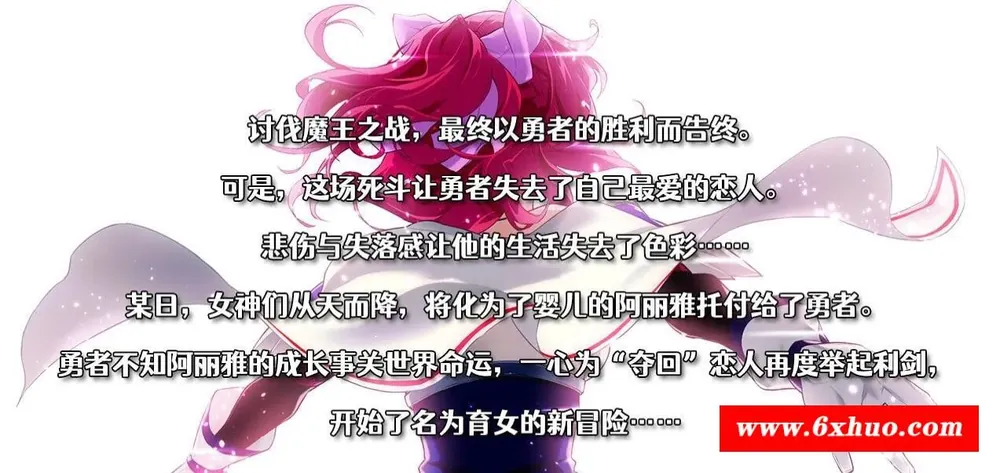 讨伐魔王之战，最终以勇者的胜利而告终。
可是，这场死斗让勇者失去了自己最爱的恋人。
悲伤与失落感让他的生活失去了色彩……
某日，女神们从天而降，将化为了婴儿的阿丽雅托付给了勇者。
勇者不知阿丽雅的成长事关世界命运，一心为“夺回”恋人再度举起利剑，
开始了名为育女的新冒险……
www.6xhuo.com